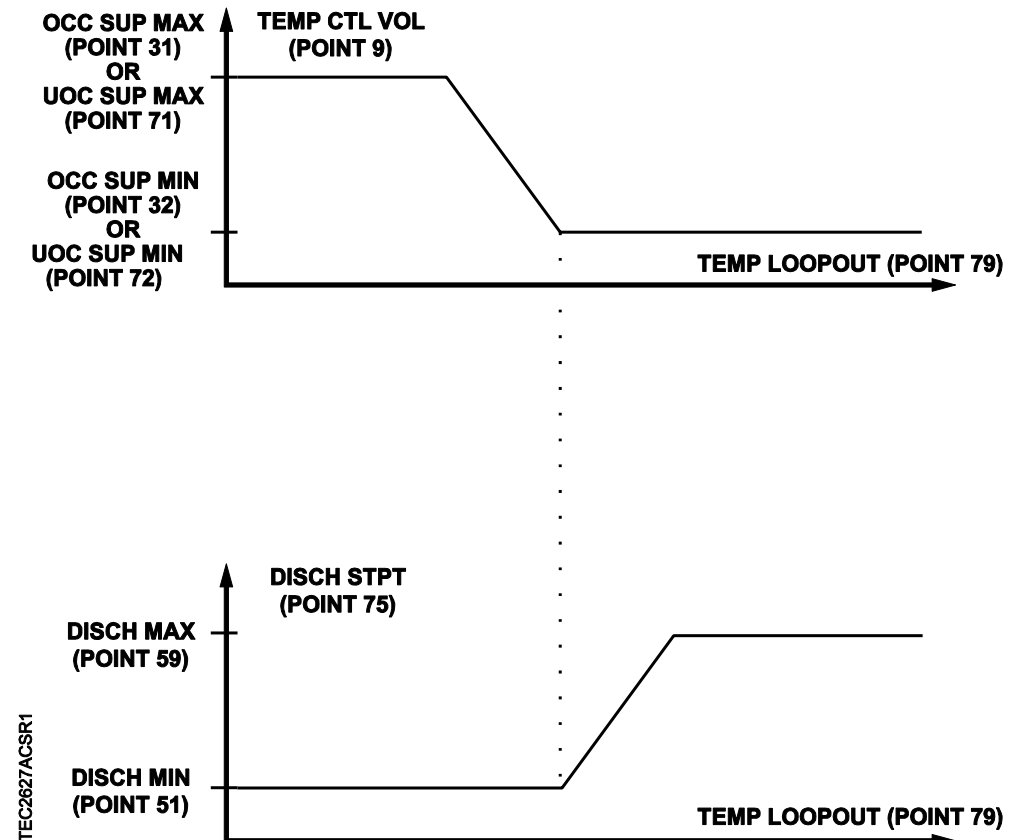 OCC SUP MAX
(POINT 31)
OR
UOC SUP MAX
(POINT 71)
TEMP CTL VOL
(POINT 9)
OCC SUP MIN
(POINT 32)
OR
UOC SUP MIN
(POINT 72)
TEMP LOOPOUT (POINT 79)
DISCH STPT
(POINT 75)
DISCH MAX
(POINT 59)
DISCH MIN
(POINT 51)
TEMP LOOPOUT (POINT 79)
TEC2627ACSR1